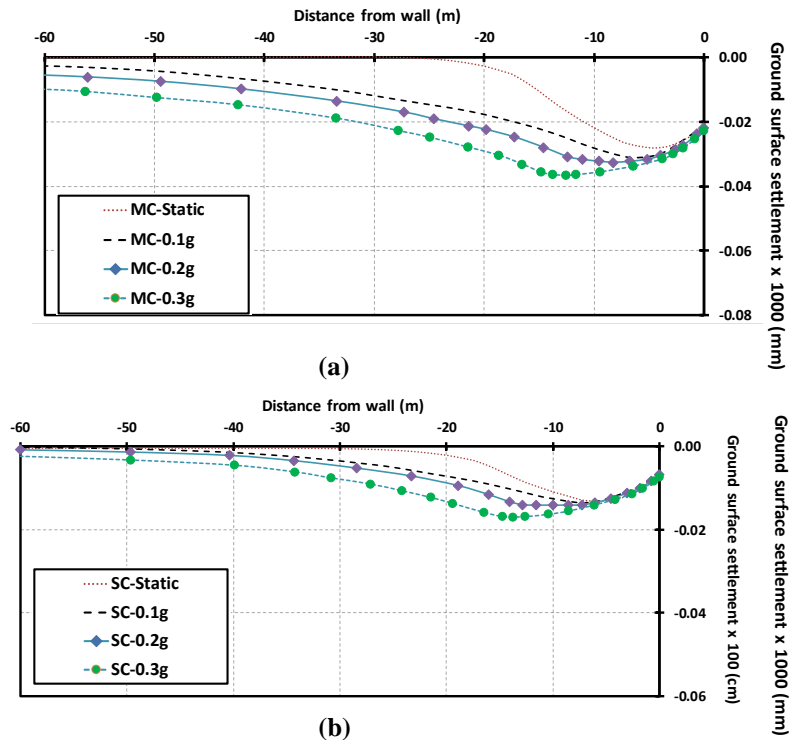 Distance from wall (m)
-60 -50 -40 -30 -20 -10 0
0.00
-0.02
-0.04
-0.06
-0.08
Ground surface settlement x 1000 (mm)
MC-Static
MC-0.1g
MC-0.2g
MC-0.3g
(a)
Distance from wall (m)
-60 -50 -40 -30 -20 -10 0
0.00
-0.02
-0.04
-0.06
Ground surface settlement x 100 (cm)
Ground surface settlement x 1000 (mm)
SC-Static
SC-0.1g
SC-0.2g
SC-0.3g
(b)